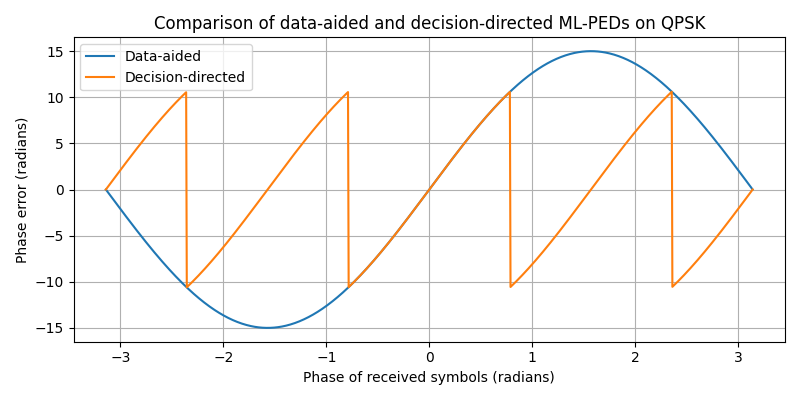 Comparison of data-aided and decision-directed ML-PEDs on QPSK
Data-aided
Decision-directed
Phase error (radians)
15
10
5
0
−5
−10
−15
−3
−2
−1
0
1
2
3
Phase of received symbols (radians)